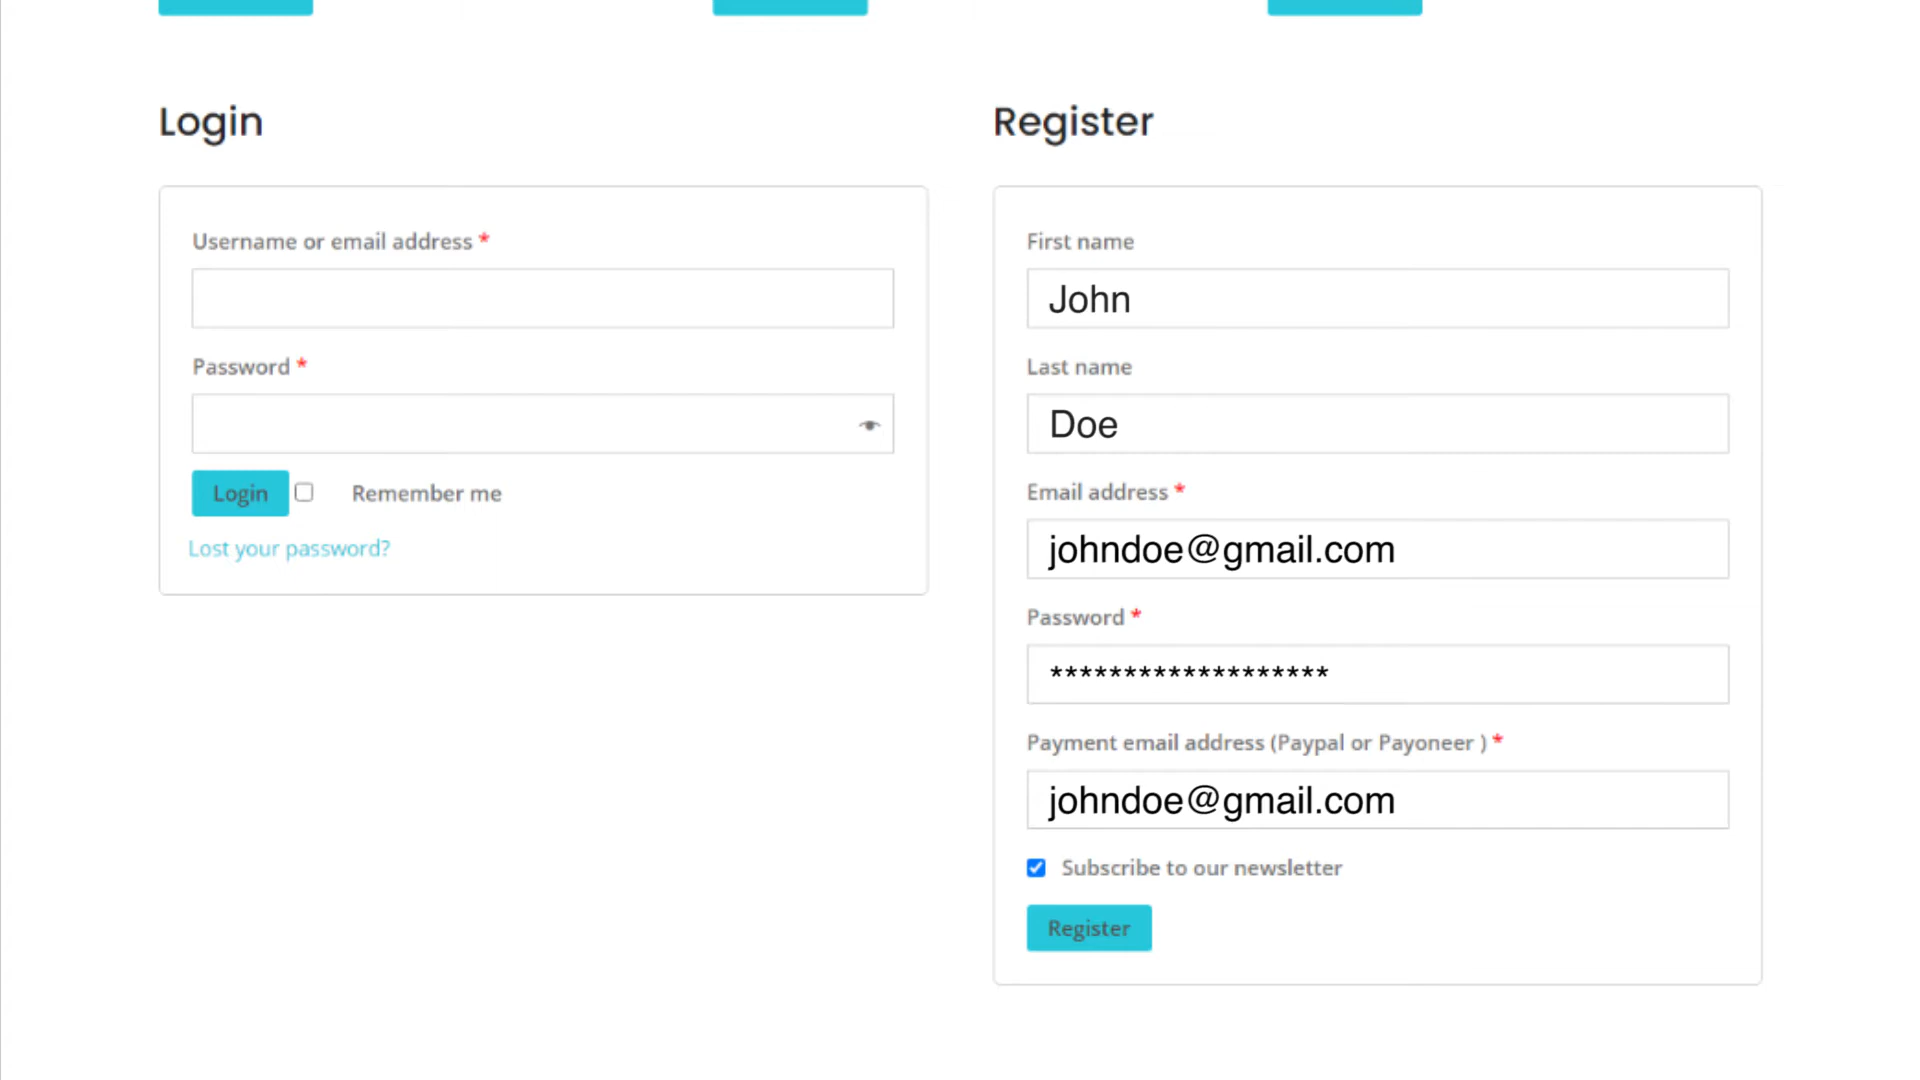 Login
Username or email address *
Password *
Login
Remember me
Lost your password?
Register
First name
John
Last name
Doe
Email address *
johndoe@gmail.com
Password *
*******************
Payment email address (Paypal or Payoneer ) *
johndoe@gmail.com
Subscribe to our newsletter
Register